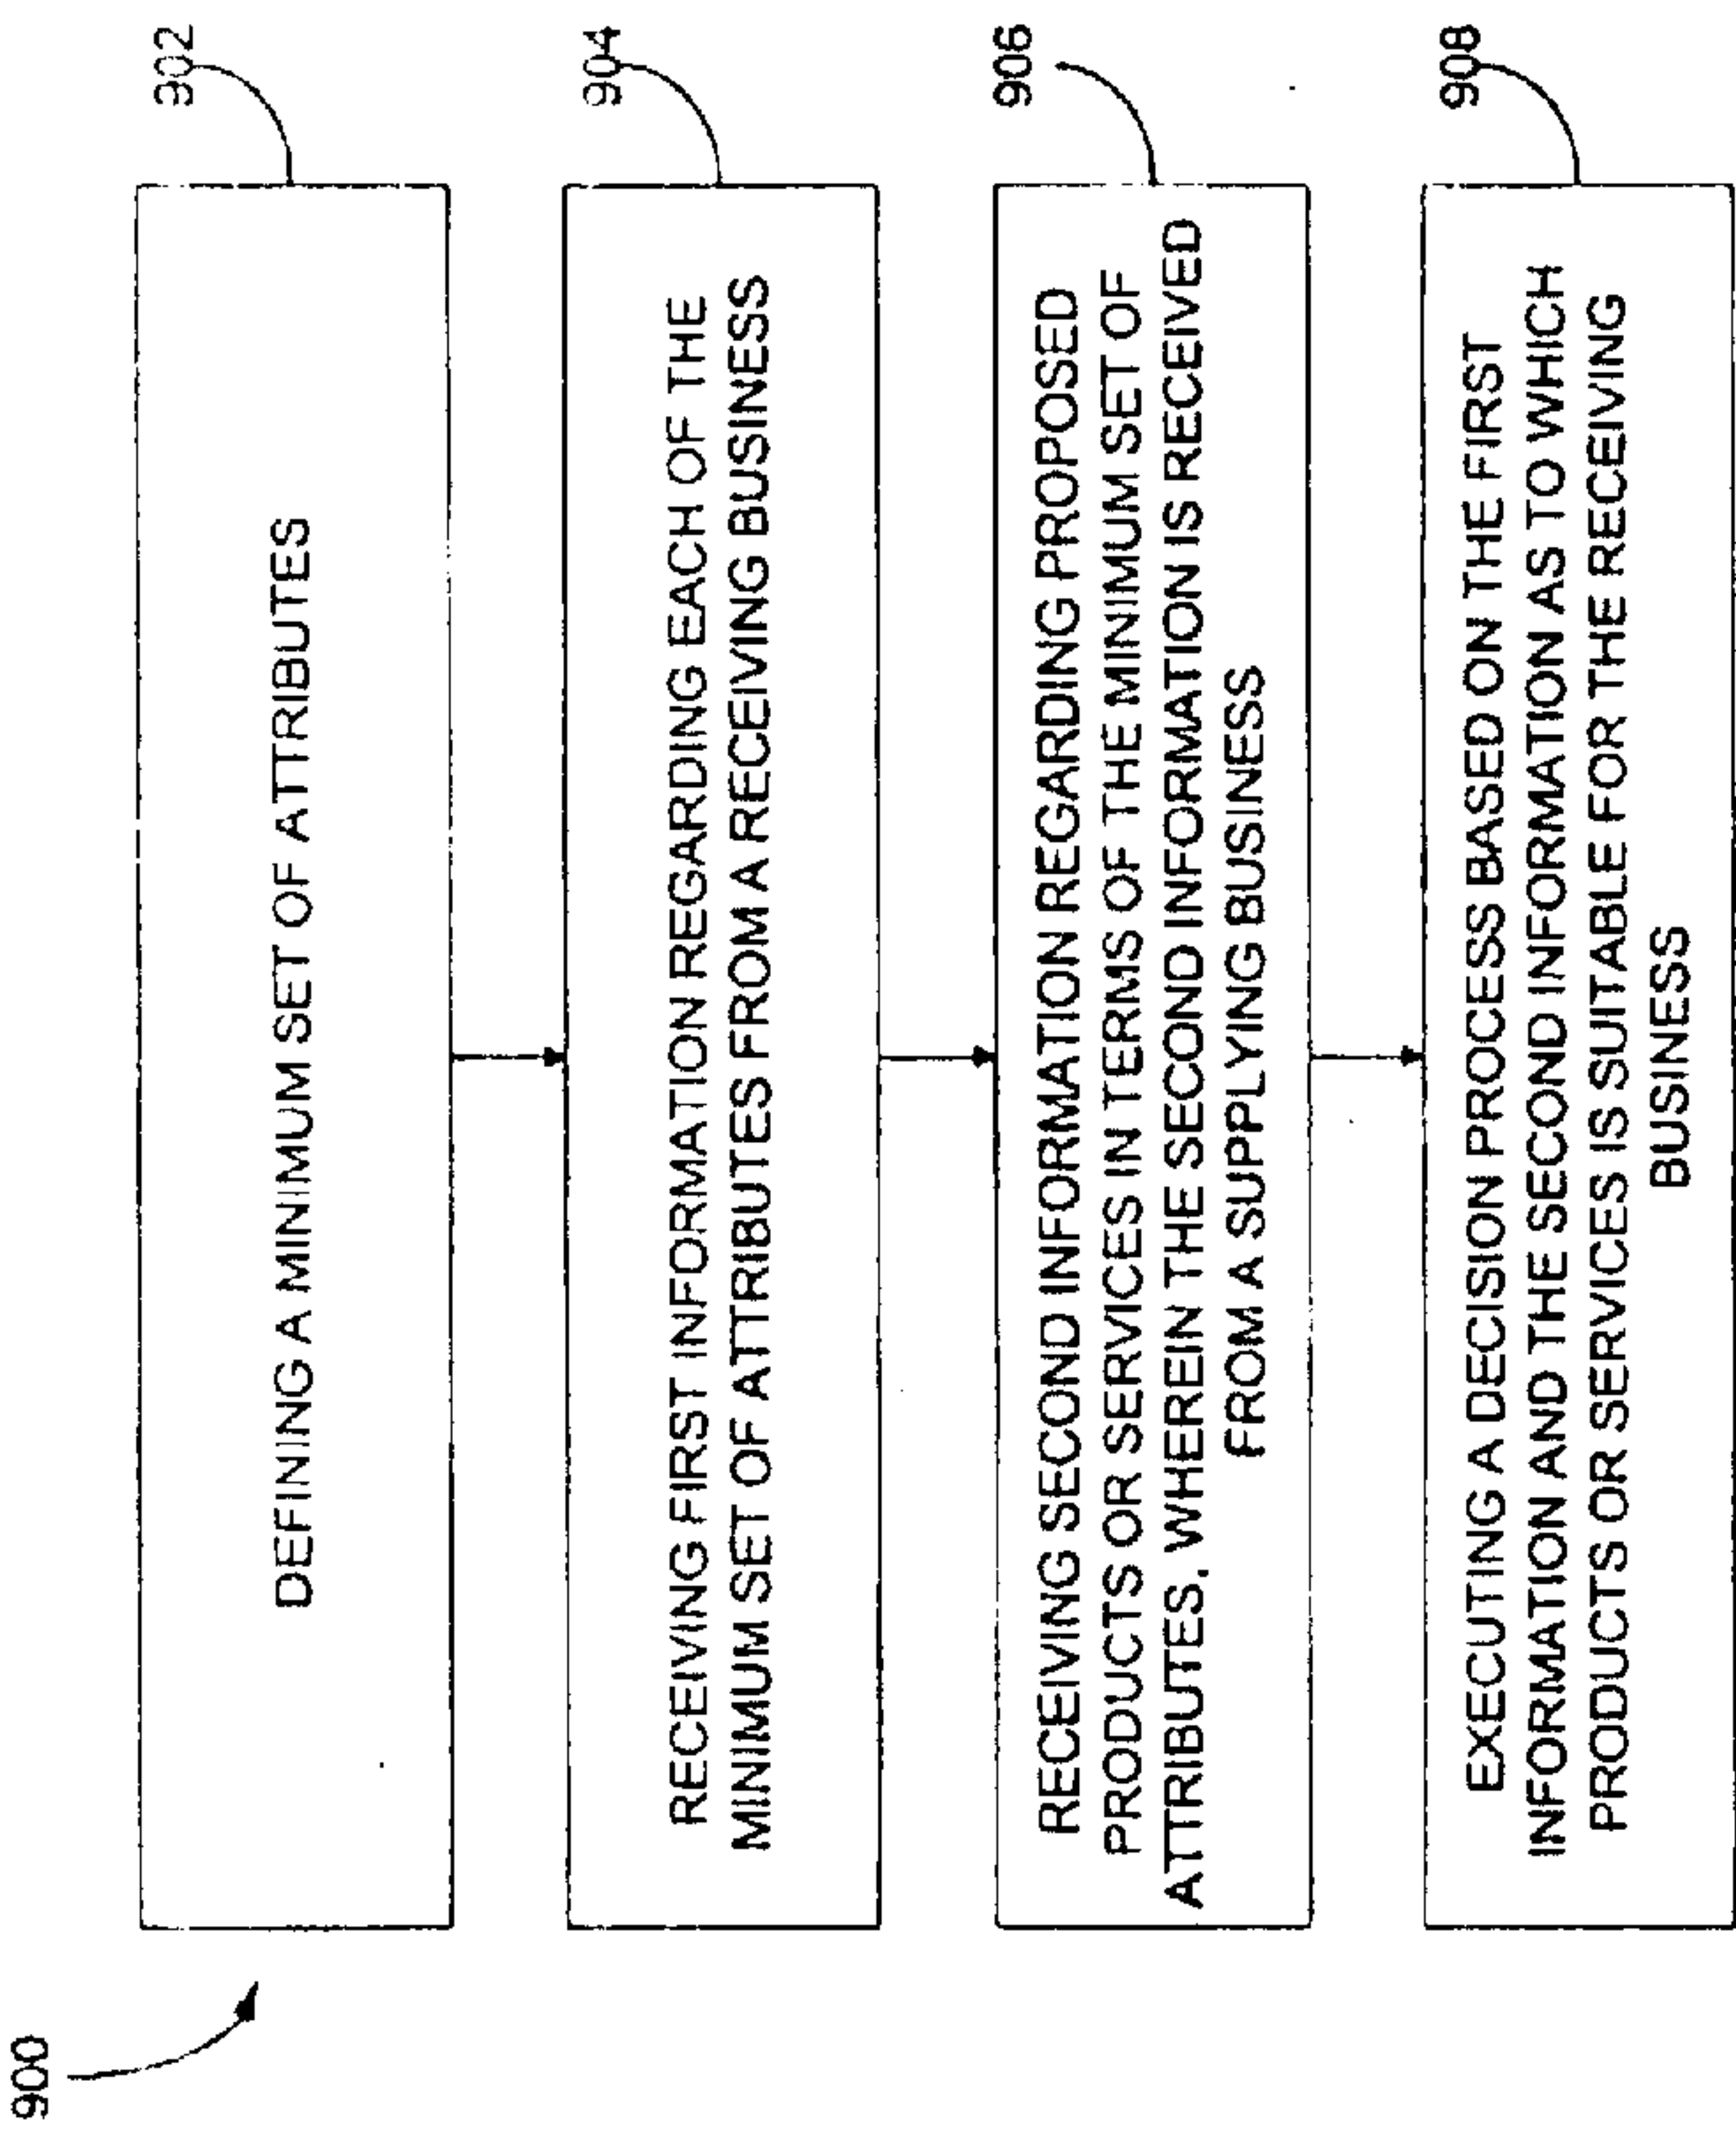 900
902
DEFINING A MINIMUM SET OF ATTRIBUTES
904
RECEIVING FIRST INFORMATION REGARDING EACH OF THE
MINIMUM SET OF ATTRIBUTES FROM A RECEIVING BUSINESS
906
RECEIVING SECOND INFORMATION REGARDING PROPOSED
PRODUCTS OR SERVICES IN TERMS OF THE MINIMUM SET OF
ATTRIBUTES, WHEREIN THE SECOND INFORMATION IS RECEIVED
FROM A SUPPLYING BUSINESS
908
EXECUTING A DECISION PROCESS BASED ON THE FIRST
INFORMATION AND THE SECOND INFORMATION AS TO WHICH
PRODUCTS OR SERVICES IS SUITABLE FOR THE RECEIVING
BUSINESS